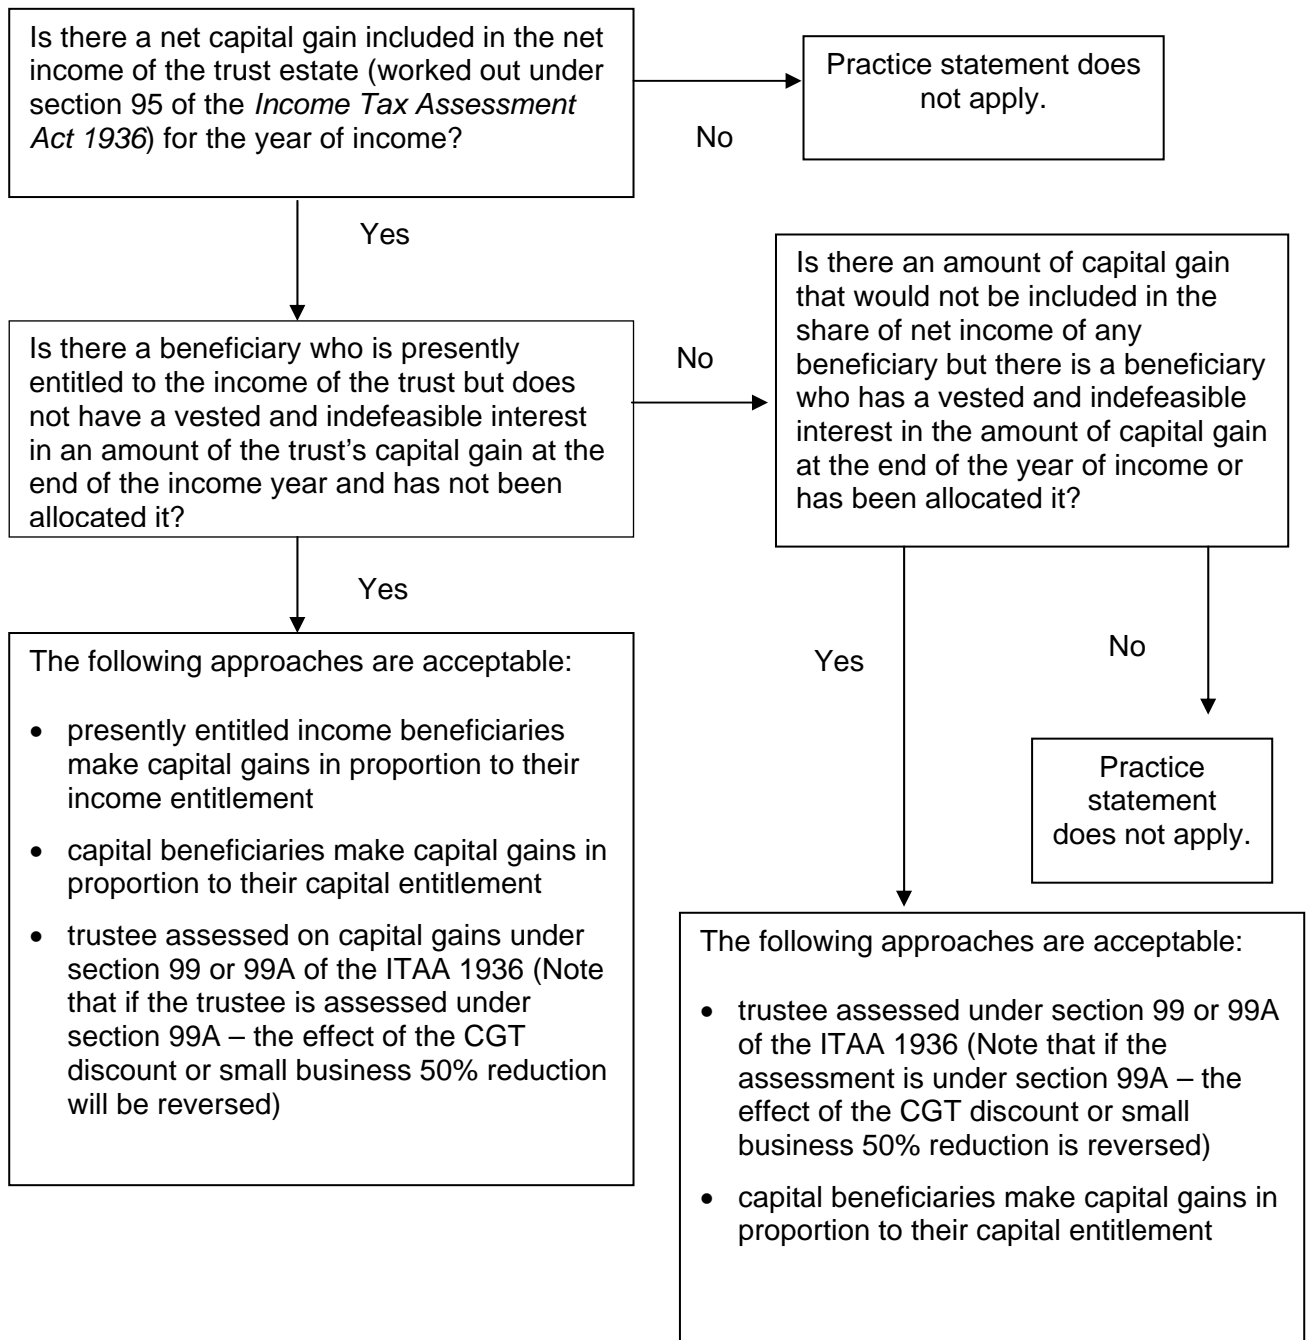 Is there a net capital gain included in the net
income of the trust estate (worked out under
section 95 of the Income Tax Assessment
Act 1936) for the year of income?
No
Practice statement does
not apply.
Yes
Is there a beneficiary who is presently
entitled to the income of the trust but does
not have a vested and indefeasible interest
in an amount of the trust’s capital gain at the
end of the income year and has not been
allocated it?
No
Is there an amount of capital gain
that would not be included in the
share of net income of any
beneficiary but there is a beneficiary
who has a vested and indefeasible
interest in the amount of capital gain
at the end of the year of income or
has been allocated it?
Yes
The following approaches are acceptable:
• presently entitled income beneficiaries
make capital gains in proportion to their
income entitlement
• capital beneficiaries make capital gains in
proportion to their capital entitlement
• trustee assessed on capital gains under
section 99 or 99A of the ITAA 1936 (Note
that if the trustee is assessed under
section 99A – the effect of the CGT
discount or small business 50% reduction
will be reversed)
Yes
No
Practice
statement
does not apply.
The following approaches are acceptable:
• trustee assessed under section 99 or 99A
of the ITAA 1936 (Note that if the
assessment is under section 99A – the
effect of the CGT discount or small
business 50% reduction is reversed)
• capital beneficiaries make capital gains in
proportion to their capital entitlement